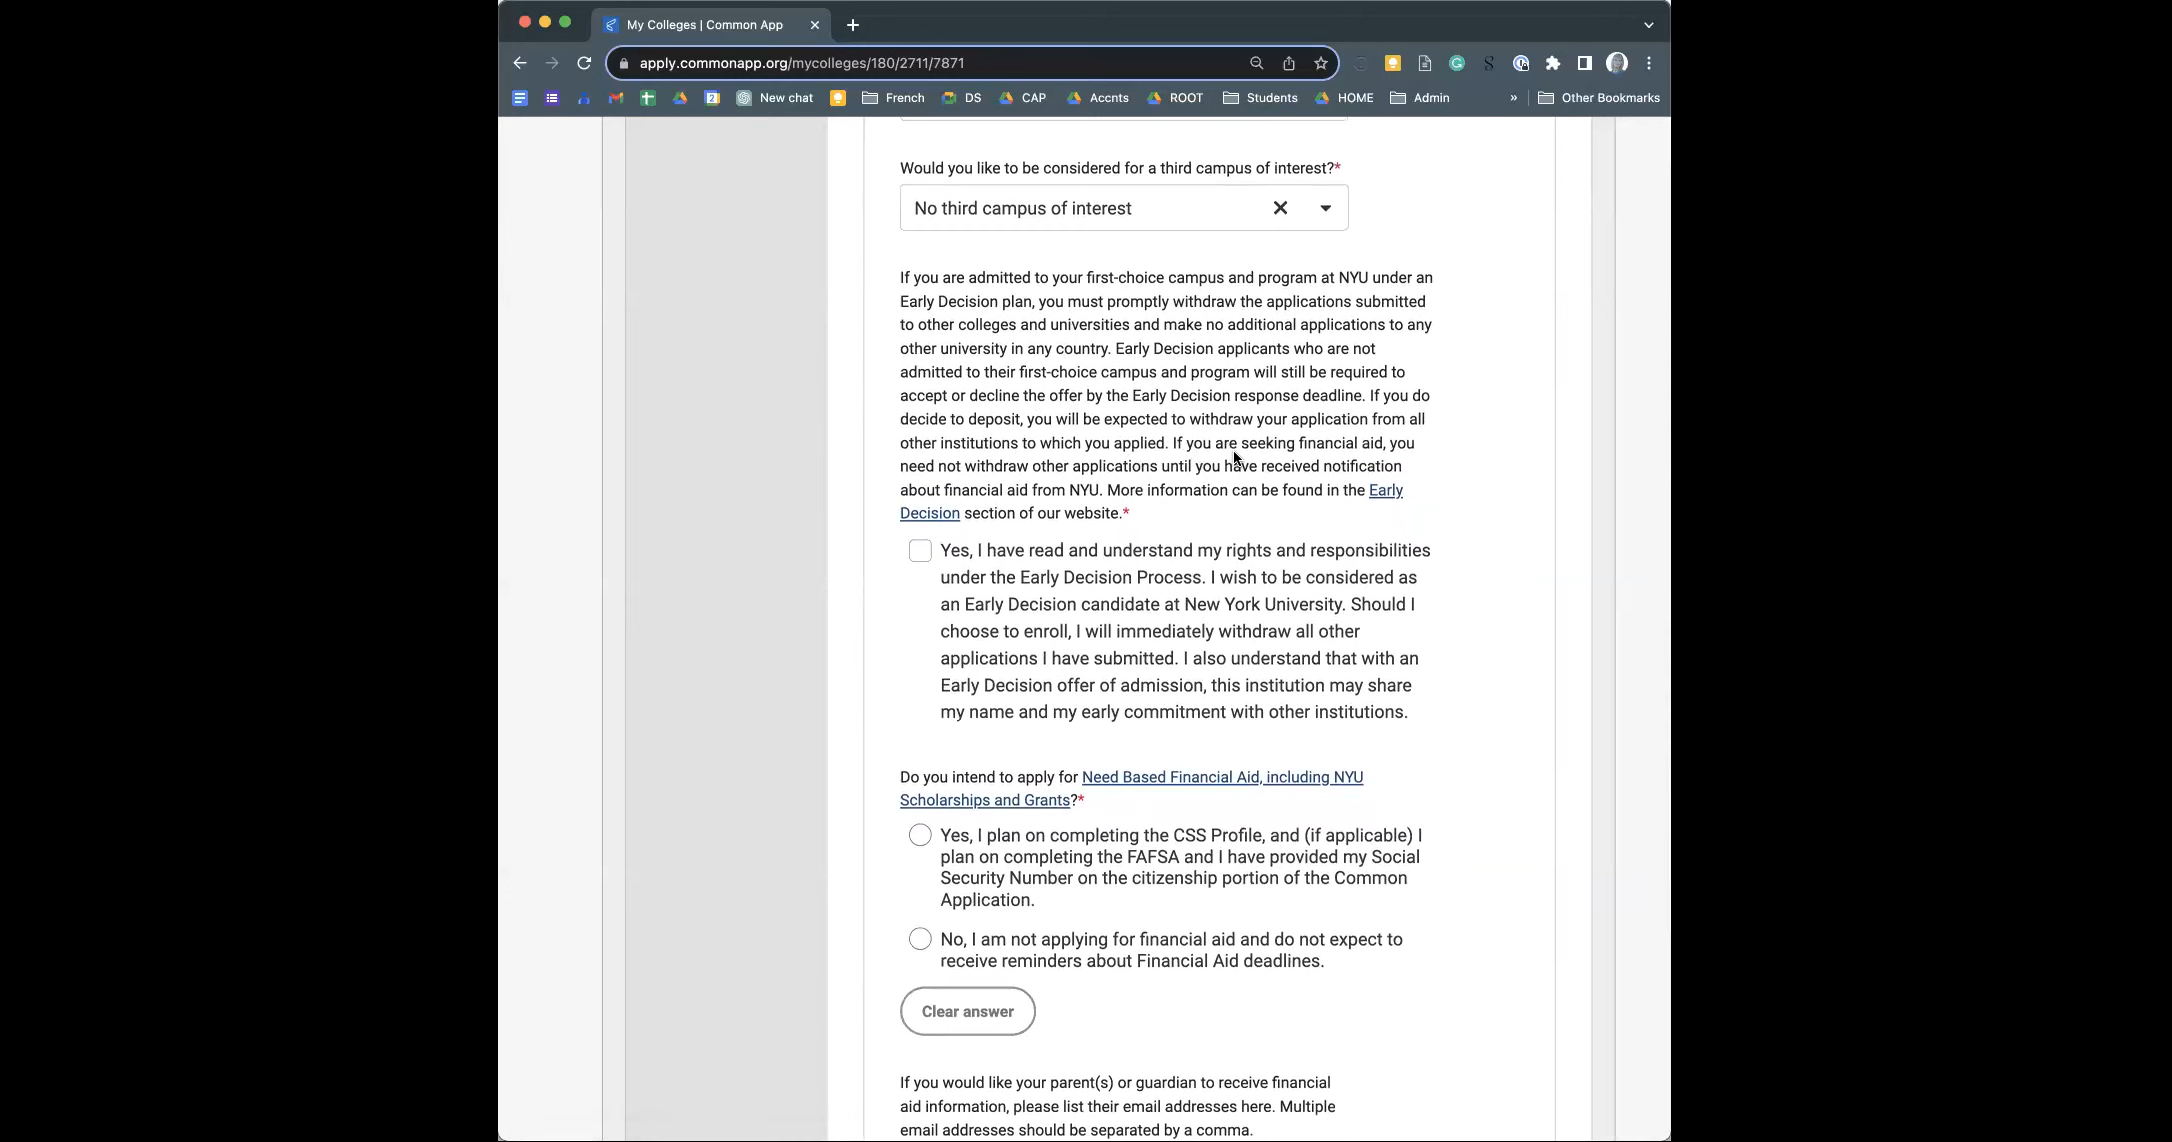 My Colleges | Common App
apply.commonapp.org/mycolleges/180/2711/7871
New chat French DS CAP Accnts ROOT Students HOME Admin » Other Bookmarks
Would you like to be considered for a third campus of interest?*
No third campus of interest
If you are admitted to your first-choice campus and program at NYU under an
Early Decision plan, you must promptly withdraw the applications submitted
to other colleges and universities and make no additional applications to any
other university in any country. Early Decision applicants who are not
admitted to their first-choice campus and program will still be required to
accept or decline the offer by the Early Decision response deadline. If you do
decide to deposit, you will be expected to withdraw your application from all
other institutions to which you applied. If you are seeking financial aid, you
need not withdraw other applications until you have received notification
about financial aid from NYU. More information can be found in the Early
Decision section of our website.*
Yes, I have read and understand my rights and responsibilities
under the Early Decision Process. I wish to be considered as
an Early Decision candidate at New York University. Should I
choose to enroll, I will immediately withdraw all other
applications I have submitted. I also understand that with an
Early Decision offer of admission, this institution may share
my name and my early commitment with other institutions.
Do you intend to apply for Need Based Financial Aid, including NYU
Scholarships and Grants?*
Yes, I plan on completing the CSS Profile, and (if applicable) I
plan on completing the FAFSA and I have provided my Social
Security Number on the citizenship portion of the Common
Application.
No, I am not applying for financial aid and do not expect to
receive reminders about Financial Aid deadlines.
Clear answer
If you would like your parent(s) or guardian to receive financial
aid information, please list their email addresses here. Multiple
email addresses should be separated by a comma.